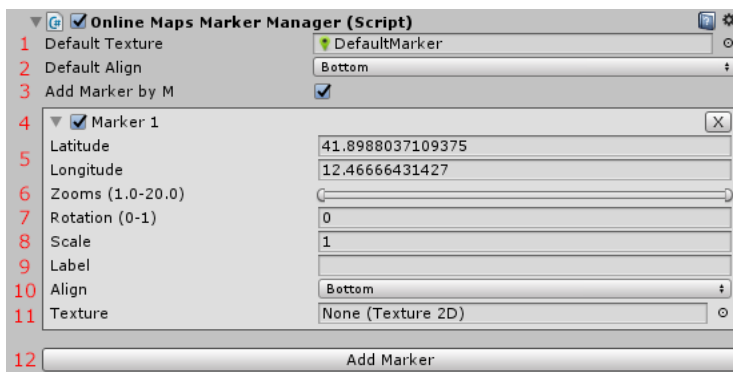 Online Maps Marker Manager (Script)
1 Default Texture DefaultMarker
2 Default Align Bottom
3 Add Marker by M
4 Marker 1 X
5
Latitude 41.8988037109375
Longitude 12.46666431427
6 Zooms (1.0-20.0)
7 Rotation (0-1) 0
8 Scale 1
9 Label
10 Align Bottom
11 Texture None (Texture 2D)
12 Add Marker